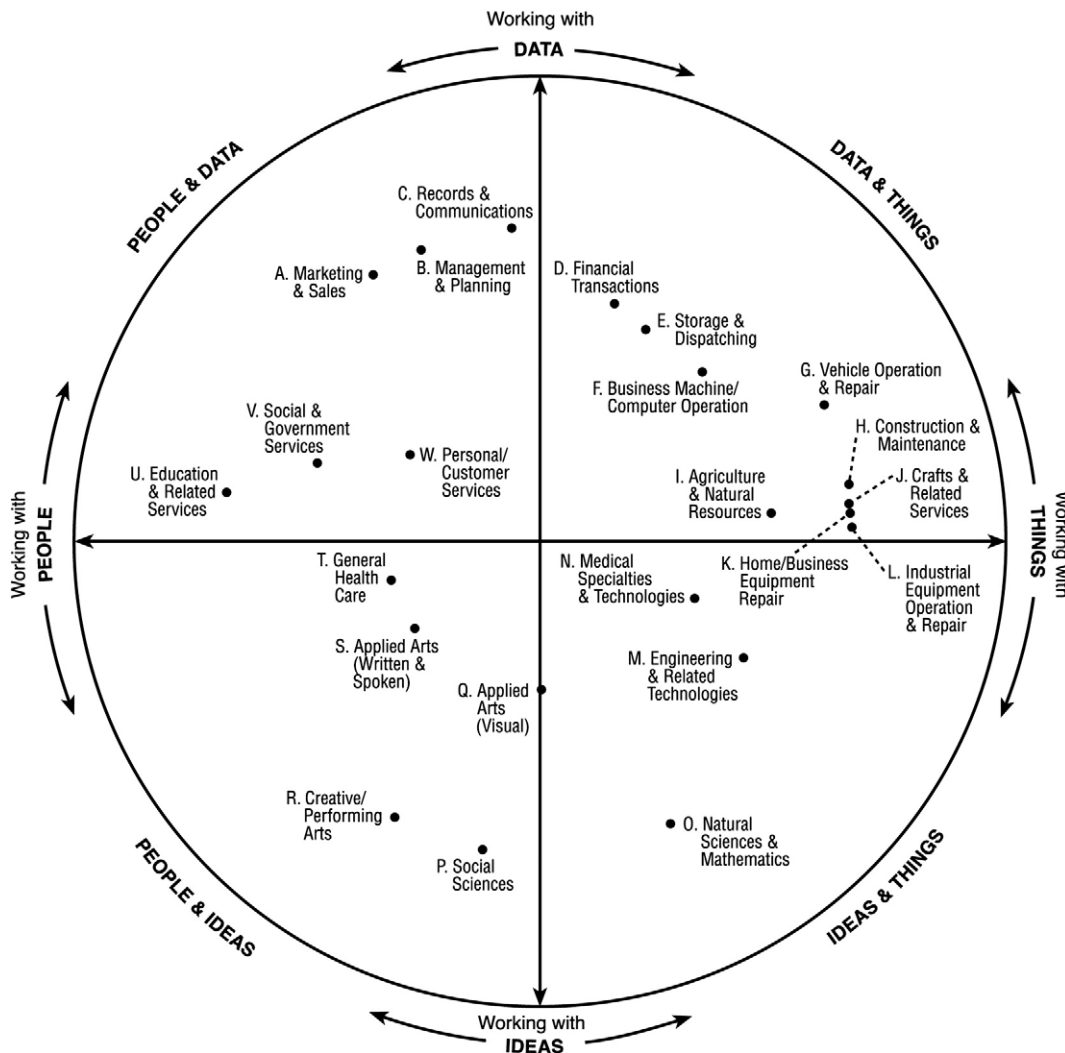 Working with
DATA
PEOPLE & DATA
DATA & THINGS
C. Records &
Communications
A. Marketing
& Sales
B. Management
& Planning
D. Financial
Transactions
E. Storage &
Dispatching
F. Business Machine/
Computer Operation
G. Vehicle Operation
& Repair
V. Social &
Government
Services
H. Construction &
Maintenance
U. Education
& Related
Services
W. Personal/
Customer
Services
I. Agriculture
& Natural
Resources
J. Crafts &
Related
Services
Working with
PEOPLE
THINGS
Working with
T. General
Health
Care
N. Medical
Specialties
& Technologies
K. Home/Business
Equipment
Repair
L. Industrial
Equipment
Operation
& Repair
S. Applied Arts
(Written &
Spoken)
M. Engineering
& Related
Technologies
Q. Applied
Arts
(Visual)
R. Creative/
Performing
Arts
P. Social
Sciences
O. Natural
Sciences &
Mathematics
PEOPLE & IDEAS
IDEAS & THINGS
Working with
IDEAS